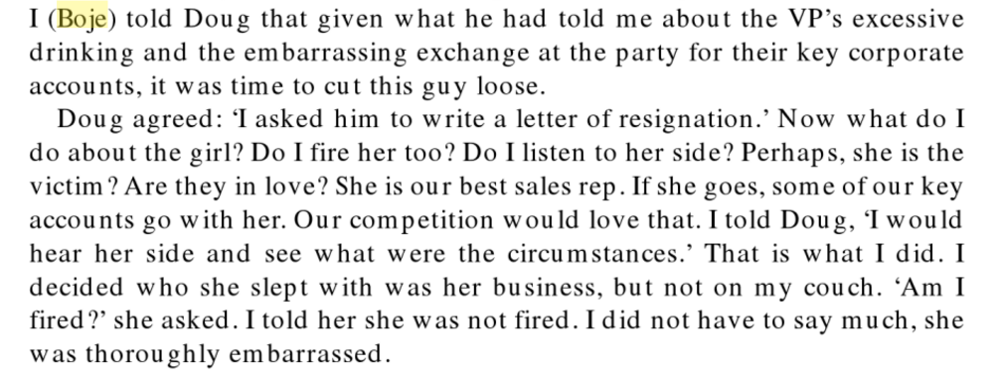 I (Boje) told Doug that given what he had told me about the VP’s excessive
drinking and the embarrassing exchange at the party for their key corporate
accounts, it was time to cut this guy loose.
Doug agreed: ‘I asked him to write a letter of resignation.’ Now what do I
do about the girl? Do I fire her too? Do I listen to her side? Perhaps, she is the
victim? Are they in love? She is our best sales rep. If she goes, some of our key
accounts go with her. Our competition would love that. I told Doug, ‘I would
hear her side and see what were the circumstances.’ That is what I did. I
decided who she slept with was her business, but not on my couch. ‘Am I
fired?’ she asked. I told her she was not fired. I did not have to say much, she
was thoroughly embarrassed.